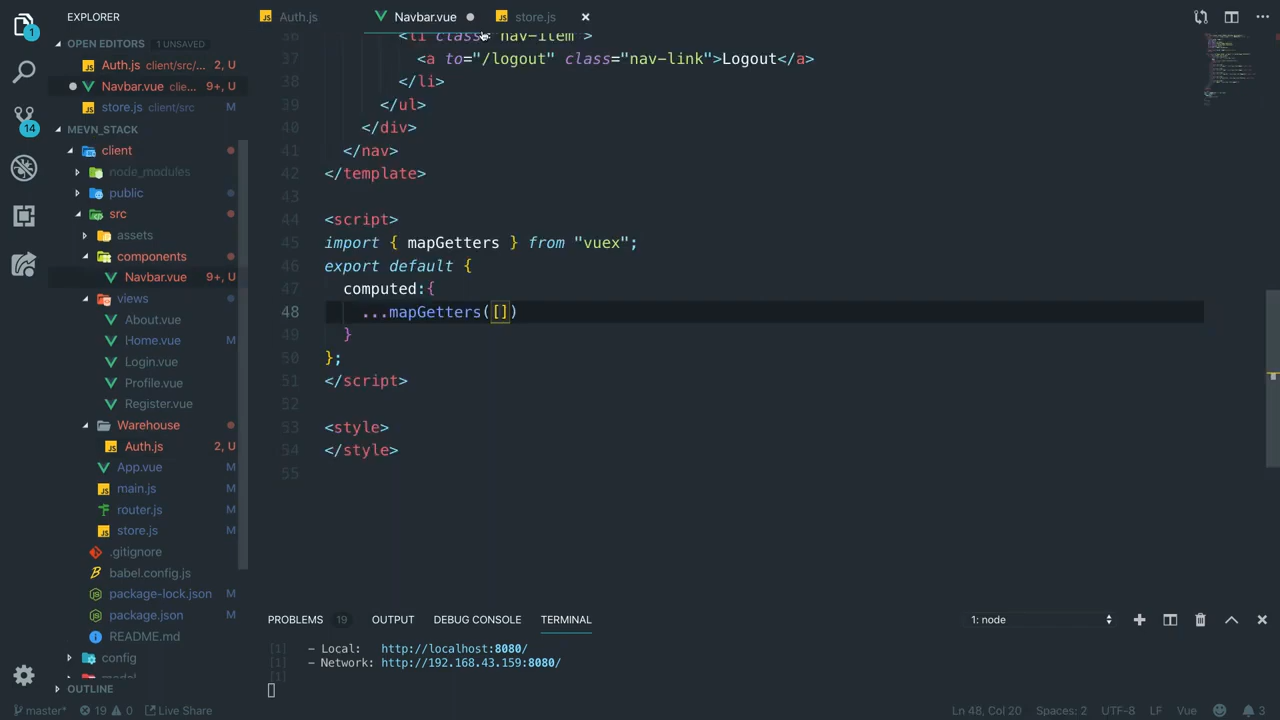 EXPLORER
Auth.js
Navbar.vue
store.js
OPEN EDITORS 1 UNSAVED
Auth.js client/src/... 2, U
Navbar.vue clie... 9+, U
store.js client/src M
MEVN_STACK
client
node_modules
public
src
assets
components
Navbar.vue 9+, U
views
About.vue
Home.vue M
Login.vue
Profile.vue
Register.vue
Warehouse
Auth.js 2, U
App.vue M
main.js M
router.js M
store.js M
.gitignore
babel.config.js
package-lock.json M
package.json M
README.md
config
model
OUTLINE
1
14
36 <li class="nav-item">
37 <a to="/logout" class="nav-link">Logout</a>
38 </li>
39 </ul>
40 </div>
41 </nav>
42 </template>
43
44 <script>
45 import { mapGetters } from "vuex";
46 export default {
47 computed:{
48 ...mapGetters([])
49 }
50 };
51 </script>
52
53 <style>
54 </style>
55
PROBLEMS 19 OUTPUT DEBUG CONSOLE TERMINAL
1: node
[1] - Local: http://localhost:8080/
[1] - Network: http://192.168.43.159:8080/
[1]
master* 19 0 Live Share
Ln 48, Col 20 Spaces: 2 UTF-8 LF Vue 3